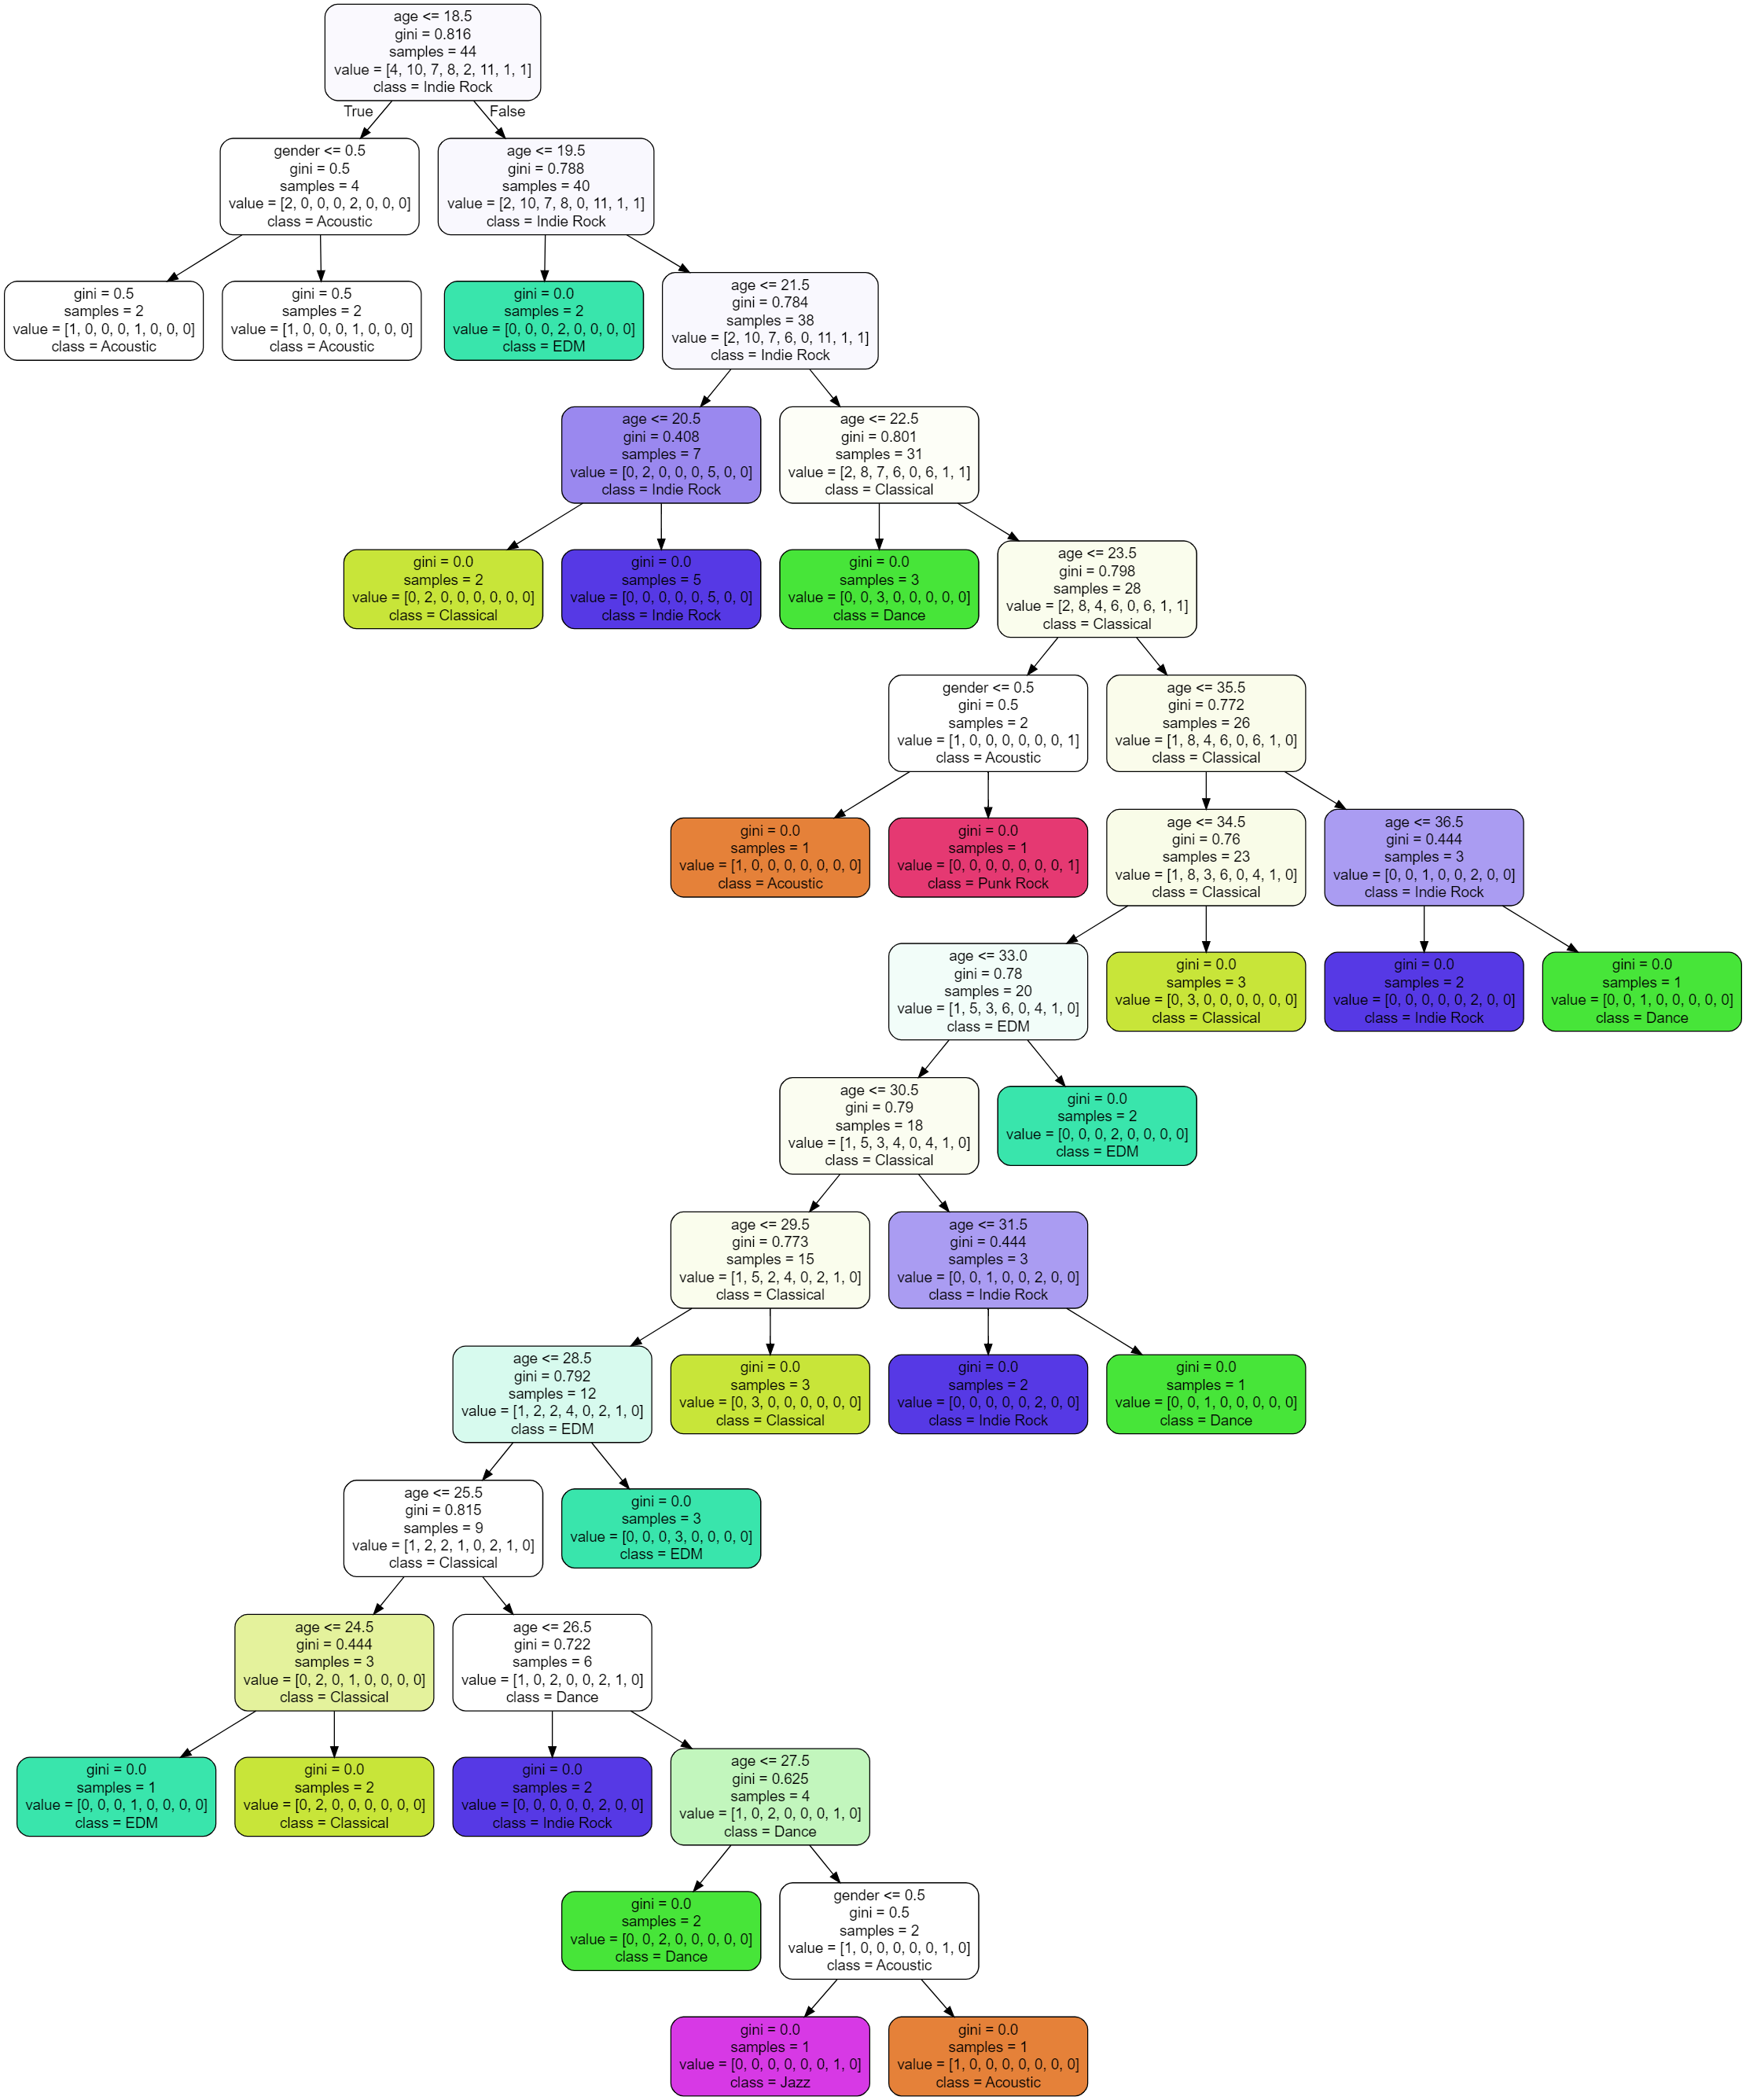 age <= 18.5
gini = 0.816
samples = 44
value = [4, 10, 7, 8, 2, 11, 1, 1]
class = Indie Rock
True
False
gender <= 0.5
gini = 0.5
samples = 4
value = [2, 0, 0, 0, 2, 0, 0, 0]
class = Acoustic
age <= 19.5
gini = 0.788
samples = 40
value = [2, 10, 7, 8, 0, 11, 1, 1]
class = Indie Rock
gini = 0.5
samples = 2
value = [1, 0, 0, 0, 1, 0, 0, 0]
class = Acoustic
gini = 0.5
samples = 2
value = [1, 0, 0, 0, 1, 0, 0, 0]
class = Acoustic
gini = 0.0
samples = 2
value = [0, 0, 0, 2, 0, 0, 0, 0]
class = EDM
age <= 21.5
gini = 0.784
samples = 38
value = [2, 10, 7, 6, 0, 11, 1, 1]
class = Indie Rock
age <= 20.5
gini = 0.408
samples = 7
value = [0, 2, 0, 0, 0, 5, 0, 0]
class = Indie Rock
age <= 22.5
gini = 0.801
samples = 31
value = [2, 8, 7, 6, 0, 6, 1, 1]
class = Classical
gini = 0.0
samples = 2
value = [0, 2, 0, 0, 0, 0, 0, 0]
class = Classical
gini = 0.0
samples = 5
value = [0, 0, 0, 0, 0, 5, 0, 0]
class = Indie Rock
gini = 0.0
samples = 3
value = [0, 0, 3, 0, 0, 0, 0, 0]
class = Dance
age <= 23.5
gini = 0.798
samples = 28
value = [2, 8, 4, 6, 0, 6, 1, 1]
class = Classical
gender <= 0.5
gini = 0.5
samples = 2
value = [1, 0, 0, 0, 0, 0, 0, 1]
class = Acoustic
age <= 35.5
gini = 0.772
samples = 26
value = [1, 8, 4, 6, 0, 6, 1, 0]
class = Classical
gini = 0.0
samples = 1
value = [1, 0, 0, 0, 0, 0, 0, 0]
class = Acoustic
gini = 0.0
samples = 1
value = [0, 0, 0, 0, 0, 0, 0, 1]
class = Punk Rock
age <= 34.5
gini = 0.76
samples = 23
value = [1, 8, 3, 6, 0, 4, 1, 0]
class = Classical
age <= 36.5
gini = 0.444
samples = 3
value = [0, 0, 1, 0, 0, 2, 0, 0]
class = Indie Rock
age <= 33.0
gini = 0.78
samples = 20
value = [1, 5, 3, 6, 0, 4, 1, 0]
class = EDM
gini = 0.0
samples = 3
value = [0, 3, 0, 0, 0, 0, 0, 0]
class = Classical
gini = 0.0
samples = 2
value = [0, 0, 0, 0, 0, 2, 0, 0]
class = Indie Rock
gini = 0.0
samples = 1
value = [0, 0, 1, 0, 0, 0, 0, 0]
class = Dance
age <= 30.5
gini = 0.79
samples = 18
value = [1, 5, 3, 4, 0, 4, 1, 0]
class = Classical
gini = 0.0
samples = 2
value = [0, 0, 0, 2, 0, 0, 0, 0]
class = EDM
age <= 29.5
gini = 0.773
samples = 15
value = [1, 5, 2, 4, 0, 2, 1, 0]
class = Classical
age <= 31.5
gini = 0.444
samples = 3
value = [0, 0, 1, 0, 0, 2, 0, 0]
class = Indie Rock
age <= 28.5
gini = 0.792
samples = 12
value = [1, 2, 2, 4, 0, 2, 1, 0]
class = EDM
gini = 0.0
samples = 3
value = [0, 3, 0, 0, 0, 0, 0, 0]
class = Classical
gini = 0.0
samples = 2
value = [0, 0, 0, 0, 0, 2, 0, 0]
class = Indie Rock
gini = 0.0
samples = 1
value = [0, 0, 1, 0, 0, 0, 0, 0]
class = Dance
age <= 25.5
gini = 0.815
samples = 9
value = [1, 2, 2, 1, 0, 2, 1, 0]
class = Classical
gini = 0.0
samples = 3
value = [0, 0, 0, 3, 0, 0, 0, 0]
class = EDM
age <= 24.5
gini = 0.444
samples = 3
value = [0, 2, 0, 1, 0, 0, 0, 0]
class = Classical
age <= 26.5
gini = 0.722
samples = 6
value = [1, 0, 2, 0, 0, 2, 1, 0]
class = Dance
gini = 0.0
samples = 1
value = [0, 0, 0, 1, 0, 0, 0, 0]
class = EDM
gini = 0.0
samples = 2
value = [0, 2, 0, 0, 0, 0, 0, 0]
class = Classical
gini = 0.0
samples = 2
value = [0, 0, 0, 0, 0, 2, 0, 0]
class = Indie Rock
age <= 27.5
gini = 0.625
samples = 4
value = [1, 0, 2, 0, 0, 0, 1, 0]
class = Dance
gini = 0.0
samples = 2
value = [0, 0, 2, 0, 0, 0, 0, 0]
class = Dance
gender <= 0.5
gini = 0.5
samples = 2
value = [1, 0, 0, 0, 0, 0, 1, 0]
class = Acoustic
gini = 0.0
samples = 1
value = [0, 0, 0, 0, 0, 0, 1, 0]
class = Jazz
gini = 0.0
samples = 1
value = [1, 0, 0, 0, 0, 0, 0, 0]
class = Acoustic